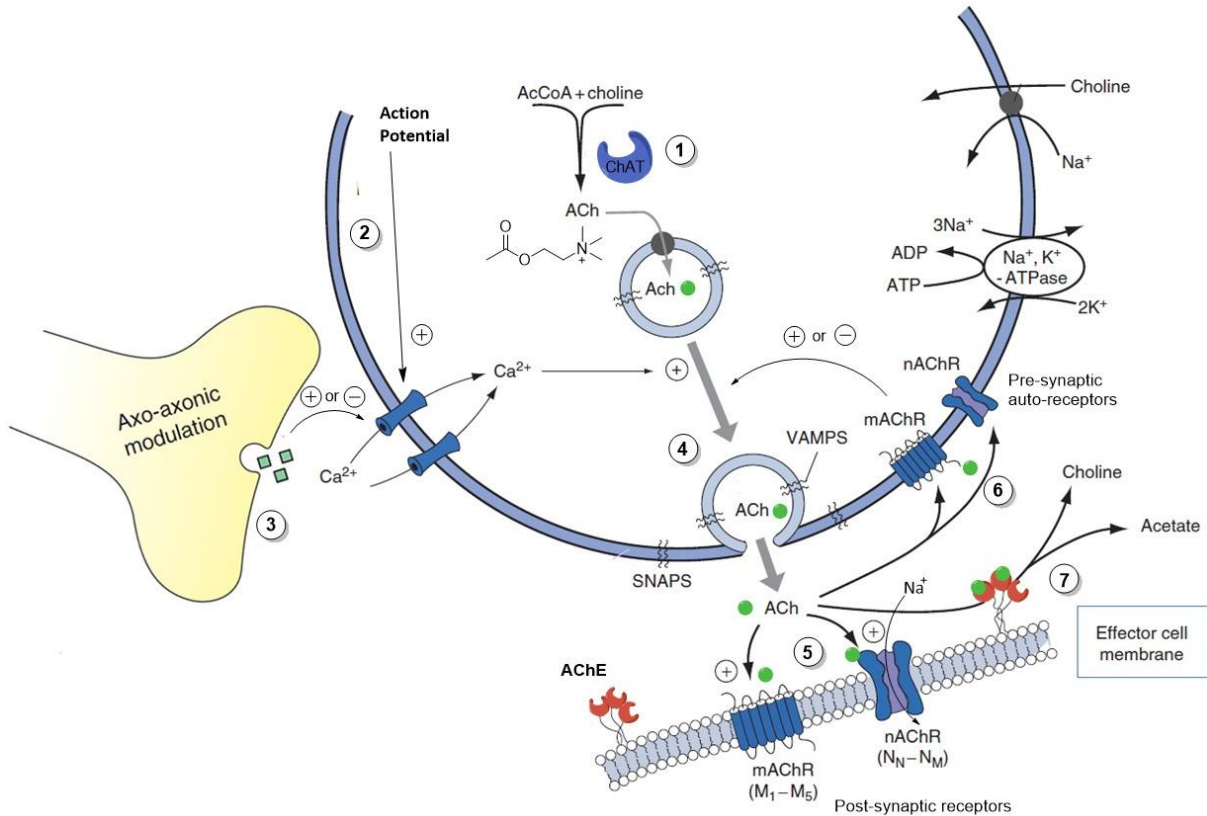 AcCoA + choline
Action
Potential
ChAT
1
ACh
O
O
N
+
Ach
2
+
Axo-axonic
modulation
+ or −
Ca²⁺
Ca²⁺
3
+
+ or −
4
VAMPS
ACh
SNAPS
Choline
Na⁺
3Na⁺
ADP
ATP
Na⁺, K⁺
-ATPase
2K⁺
nAChR
Pre-synaptic
auto-receptors
mAChR
6
Choline
Acetate
7
ACh
Na⁺
+
5
+
Effector cell
membrane
AChE
mAChR
(M₁–M₅)
nAChR
(N_N–N_M)
Post-synaptic receptors